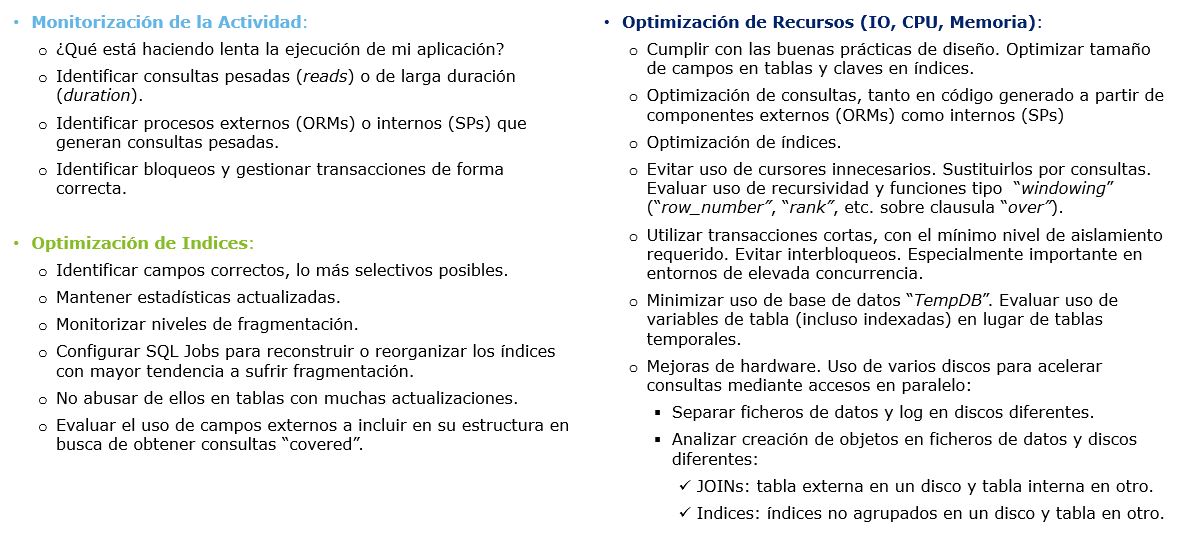 • Monitorización de la Actividad:
o ¿Qué está haciendo lenta la ejecución de mi aplicación?
o Identificar consultas pesadas (reads) o de larga duración
(duration).
o Identificar procesos externos (ORMs) o internos (SPs) que
generan consultas pesadas.
o Identificar bloqueos y gestionar transacciones de forma
correcta.
• Optimización de Indices:
o Identificar campos correctos, lo más selectivos posibles.
o Mantener estadísticas actualizadas.
o Monitorizar niveles de fragmentación.
o Configurar SQL Jobs para reconstruir o reorganizar los índices
con mayor tendencia a sufrir fragmentación.
o No abusar de ellos en tablas con muchas actualizaciones.
o Evaluar el uso de campos externos a incluir en su estructura en
busca de obtener consultas “covered”.
• Optimización de Recursos (IO, CPU, Memoria):
o Cumplir con las buenas prácticas de diseño. Optimizar tamaño
de campos en tablas y claves en índices.
o Optimización de consultas, tanto en código generado a partir de
componentes externos (ORMs) como internos (SPs)
o Optimización de índices.
o Evitar uso de cursores innecesarios. Sustituirlos por consultas.
Evaluar uso de recursividad y funciones tipo “windowing”
(“row_number”, “rank”, etc. sobre clausula “over”).
o Utilizar transacciones cortas, con el mínimo nivel de aislamiento
requerido. Evitar interbloqueos. Especialmente importante en
entornos de elevada concurrencia.
o Minimizar uso de base de datos “TempDB”. Evaluar uso de
variables de tabla (incluso indexadas) en lugar de tablas
temporales.
o Mejoras de hardware. Uso de varios discos para acelerar
consultas mediante accesos en paralelo:
▪ Separar ficheros de datos y log en discos diferentes.
▪ Analizar creación de objetos en ficheros de datos y discos
diferentes:
✓ JOINs: tabla externa en un disco y tabla interna en otro.
✓ Indices: índices no agrupados en un disco y tabla en otro.